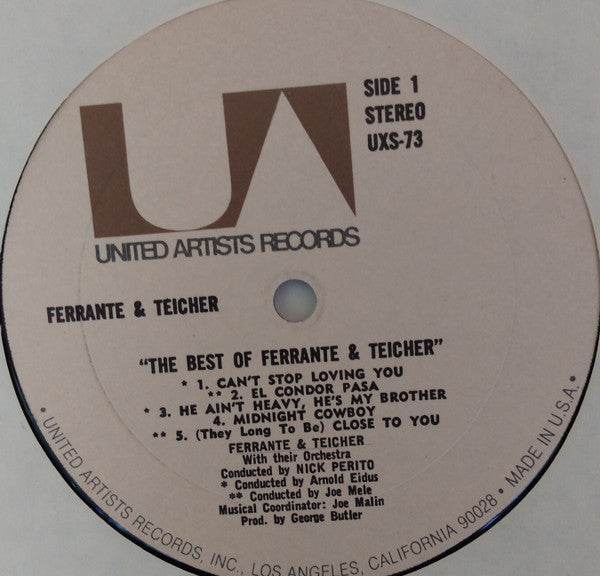 SIDE 1
STEREO
UXS-73
UA
UNITED ARTISTS RECORDS
FERRANTE & TEICHER
"THE BEST OF FERRANTE & TEICHER"
* 1. CAN'T STOP LOVING YOU
** 2. EL CONDOR PASA
* 3. HE AIN'T HEAVY, HE'S MY BROTHER
4. MIDNIGHT COWBOY
** 5. (They Long To Be) CLOSE TO YOU
FERRANTE & TEICHER
With their Orchestra
Conducted by NICK PERITO
* Conducted by Arnold Eidus
** Conducted by Joe Mele
Musical Coordinator: Joe Malin
Prod. by George Butler
• UNITED ARTISTS RECORDS, INC., LOS ANGELES, CALIFORNIA 90028 • MADE IN U.S.A. •